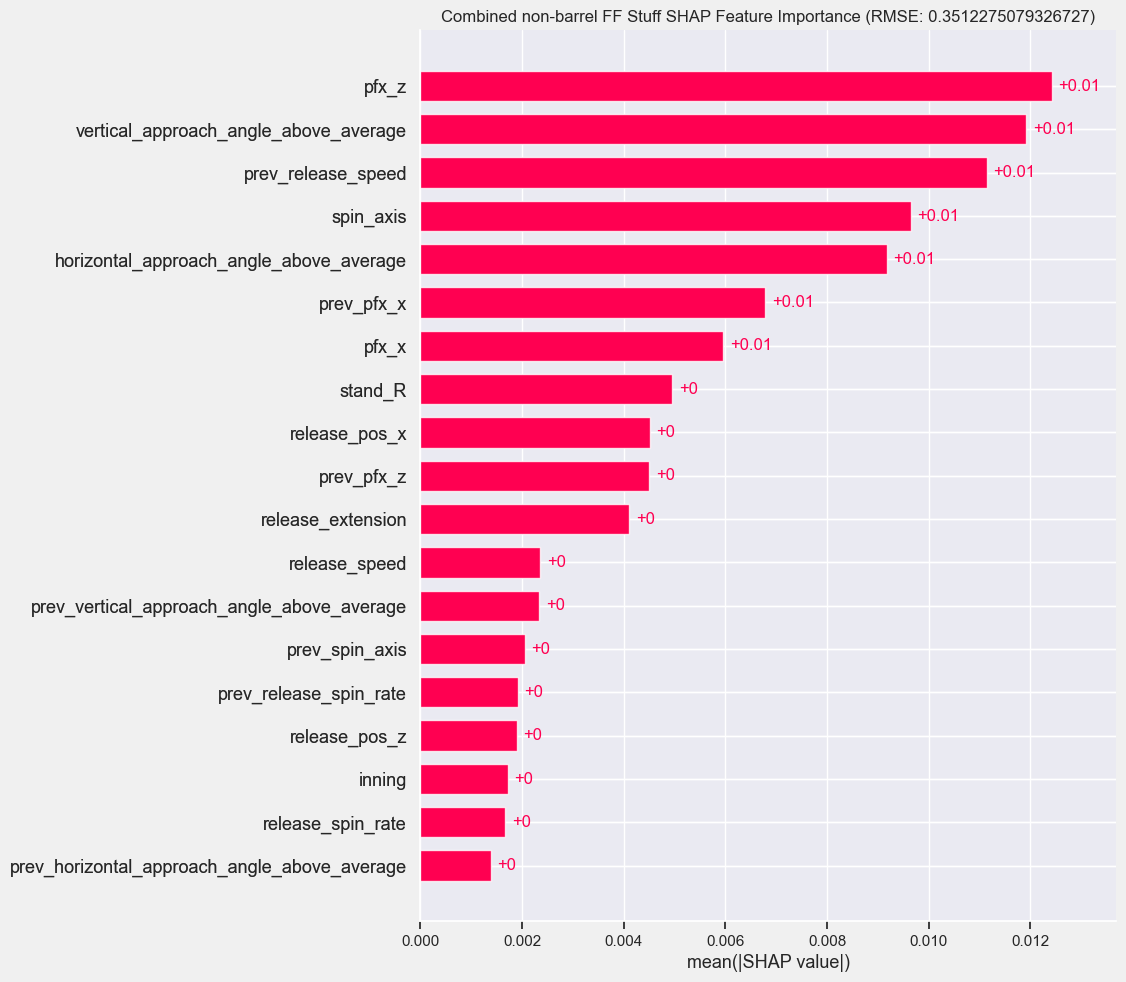 Combined non-barrel FF Stuff SHAP Feature Importance (RMSE: 0.3512275079326727)
pfx_z +0.01
vertical_approach_angle_above_average +0.01
prev_release_speed +0.01
spin_axis +0.01
horizontal_approach_angle_above_average +0.01
prev_pfx_x +0.01
pfx_x +0.01
stand_R +0
release_pos_x +0
prev_pfx_z +0
release_extension +0
release_speed +0
prev_vertical_approach_angle_above_average +0
prev_spin_axis +0
prev_release_spin_rate +0
release_pos_z +0
inning +0
release_spin_rate +0
prev_horizontal_approach_angle_above_average +0
0.000 0.002 0.004 0.006 0.008 0.010 0.012
mean(|SHAP value|)